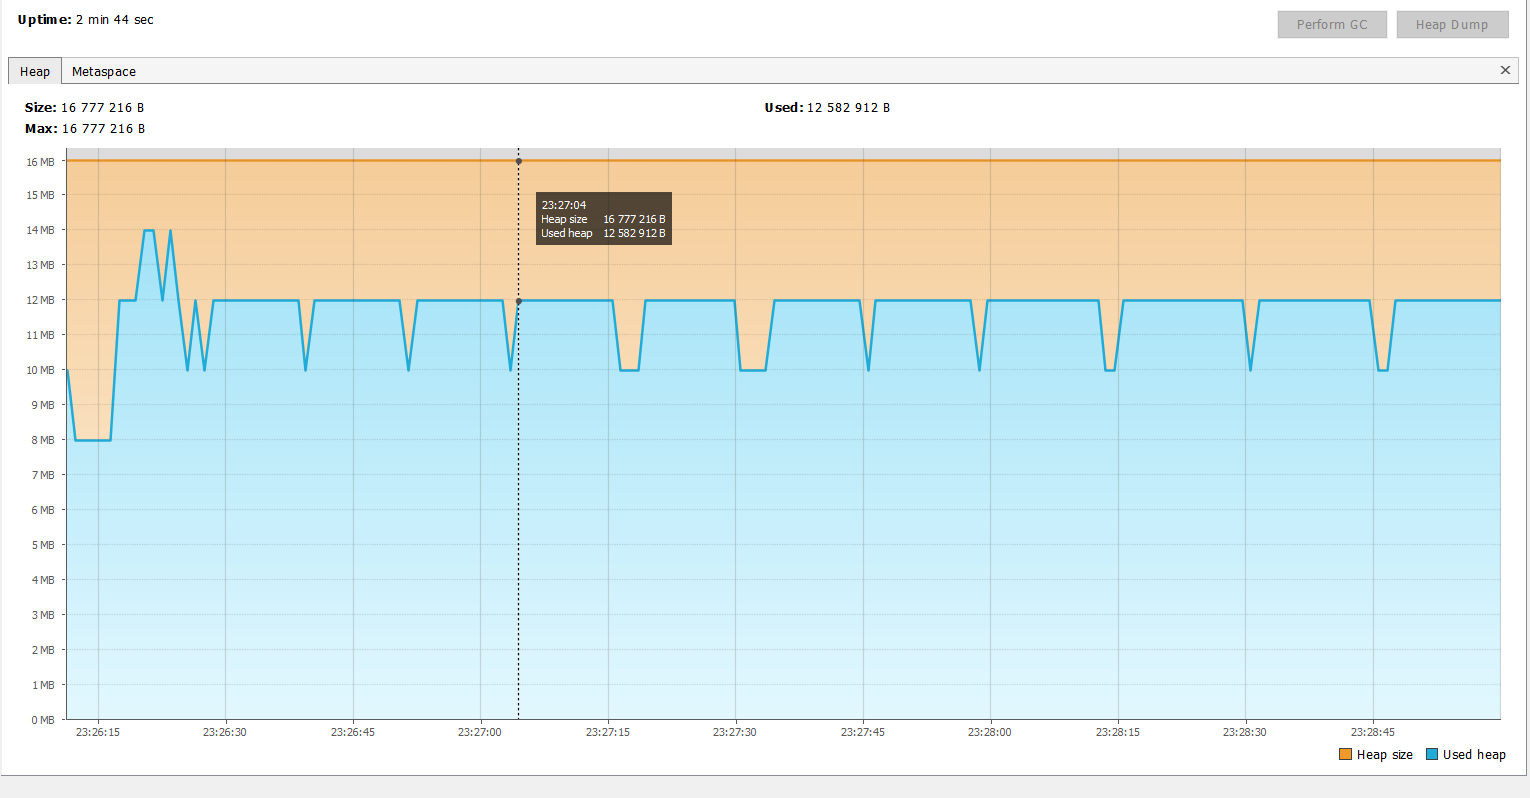 Uptime: 2 min 44 sec
Perform GC
Heap Dump
Heap
Metaspace
Size: 16 777 216 B
Used: 12 582 912 B
Max: 16 777 216 B
16 MB
15 MB
14 MB
13 MB
12 MB
11 MB
10 MB
9 MB
8 MB
7 MB
6 MB
5 MB
4 MB
3 MB
2 MB
1 MB
0 MB
23:27:04
Heap size 16 777 216 B
Used heap 12 582 912 B
23:26:15
23:26:30
23:26:45
23:27:00
23:27:15
23:27:30
23:27:45
23:28:00
23:28:15
23:28:30
23:28:45
Heap size
Used heap